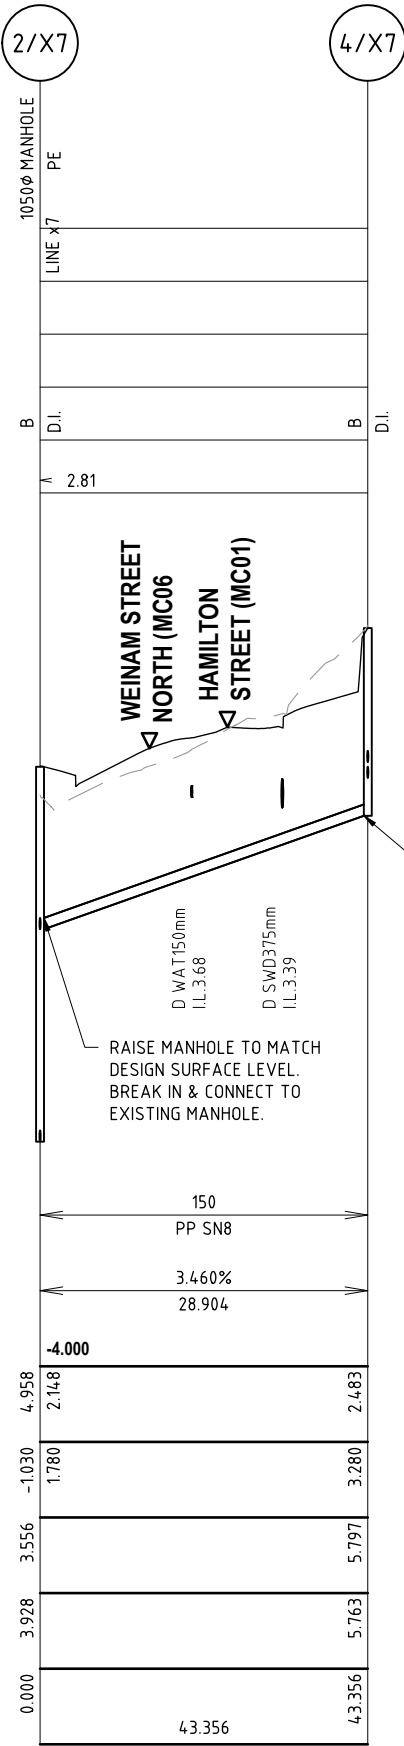 2/X7
4/X7
1050ø MANHOLE
PE
LINE x7
B
D.I.
B
D.I.
2.81
WEINAM STREET
NORTH (MC06
HAMILTON
STREET (MC01)
D WAT150mm
I.L.3.68
D SWD375mm
I.L.3.39
RAISE MANHOLE TO MATCH
DESIGN SURFACE LEVEL.
BREAK IN & CONNECT TO
EXISTING MANHOLE.
150
PP SN8
3.460%
28.904
-4.000
4.958
2.148
2.483
-1.030
1.780
3.280
3.556
5.797
3.928
5.763
0.000
43.356
43.356